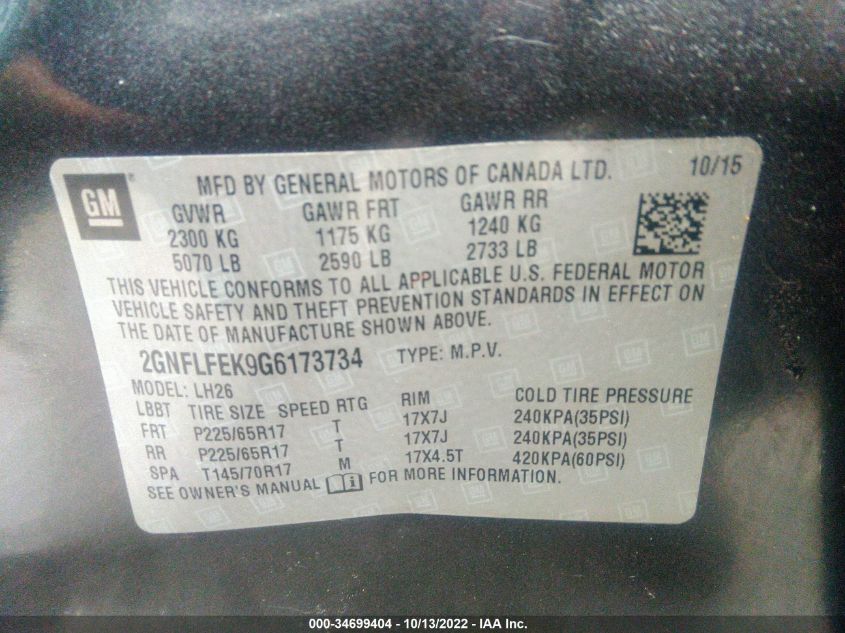 GM ®
MFD BY GENERAL MOTORS OF CANADA LTD. 10/15
GVWR GAWR FRT GAWR RR
2300 KG 1175 KG 1240 KG
5070 LB 2590 LB 2733 LB
THIS VEHICLE CONFORMS TO ALL APPLICABLE U.S. FEDERAL MOTOR
VEHICLE SAFETY AND THEFT PREVENTION STANDARDS IN EFFECT ON
THE DATE OF MANUFACTURE SHOWN ABOVE.
2GNFLFEK9G6173734 TYPE: M.P.V.
MODEL: LH26
LBBT TIRE SIZE SPEED RTG RIM COLD TIRE PRESSURE
FRT P225/65R17 T 17X7J 240KPA(35PSI)
RR P225/65R17 T 17X7J 240KPA(35PSI)
SPA T145/70R17 M 17X4.5T 420KPA(60PSI)
SEE OWNER'S MANUAL FOR MORE INFORMATION.
000-34699404 - 10/13/2022 - IAA Inc.